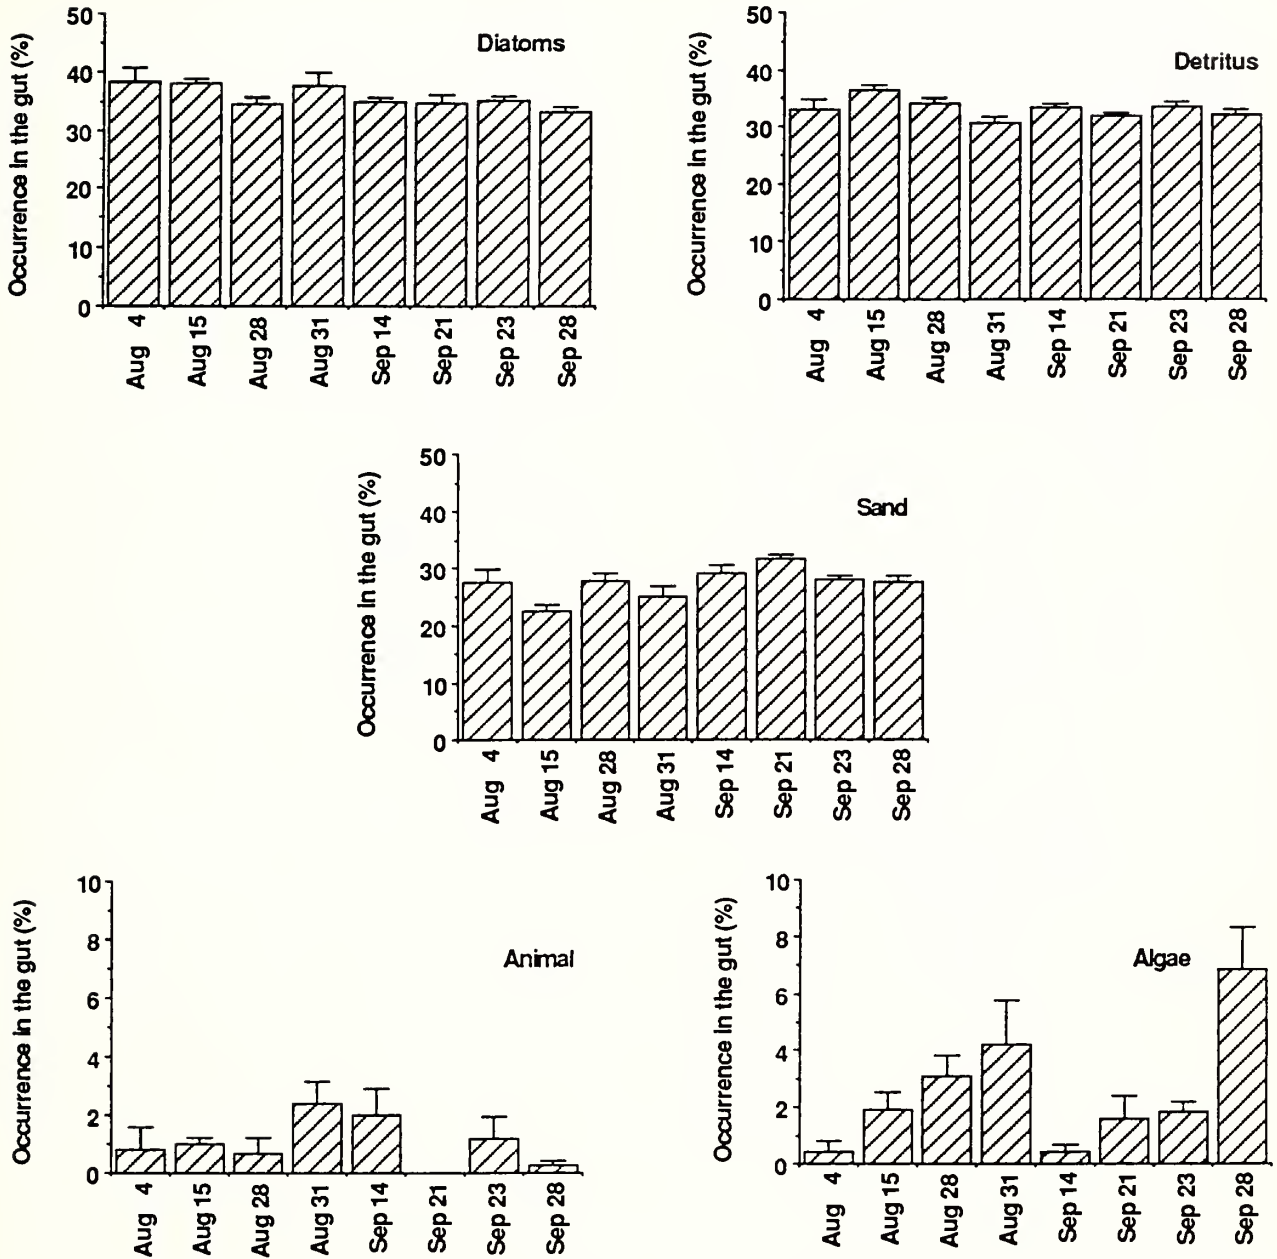 Occurrence in the gut (%)
50
40
30
20
10
0
Diatoms
Aug 4
Aug 15
Aug 28
Aug 31
Sep 14
Sep 21
Sep 23
Sep 28
Occurrence in the gut (%)
50
40
30
20
10
0
Detritus
Aug 4
Aug 15
Aug 28
Aug 31
Sep 14
Sep 21
Sep 23
Sep 28
Occurrence in the gut (%)
50
40
30
20
10
0
Sand
Aug 4
Aug 15
Aug 28
Aug 31
Sep 14
Sep 21
Sep 23
Sep 28
Occurrence in the gut (%)
10
8
6
4
2
0
Animal
Aug 4
Aug 15
Aug 28
Aug 31
Sep 14
Sep 21
Sep 23
Sep 28
Occurrence in the gut (%)
10
8
6
4
2
0
Algae
Aug 4
Aug 15
Aug 28
Aug 31
Sep 14
Sep 21
Sep 23
Sep 28